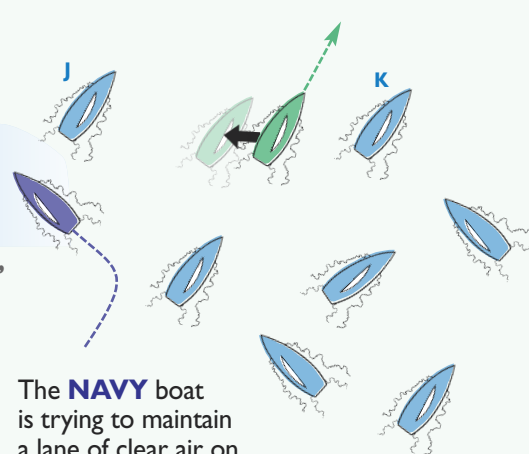 J
K
,
The NAVY boat
is trying to maintain
a lane of clear air on